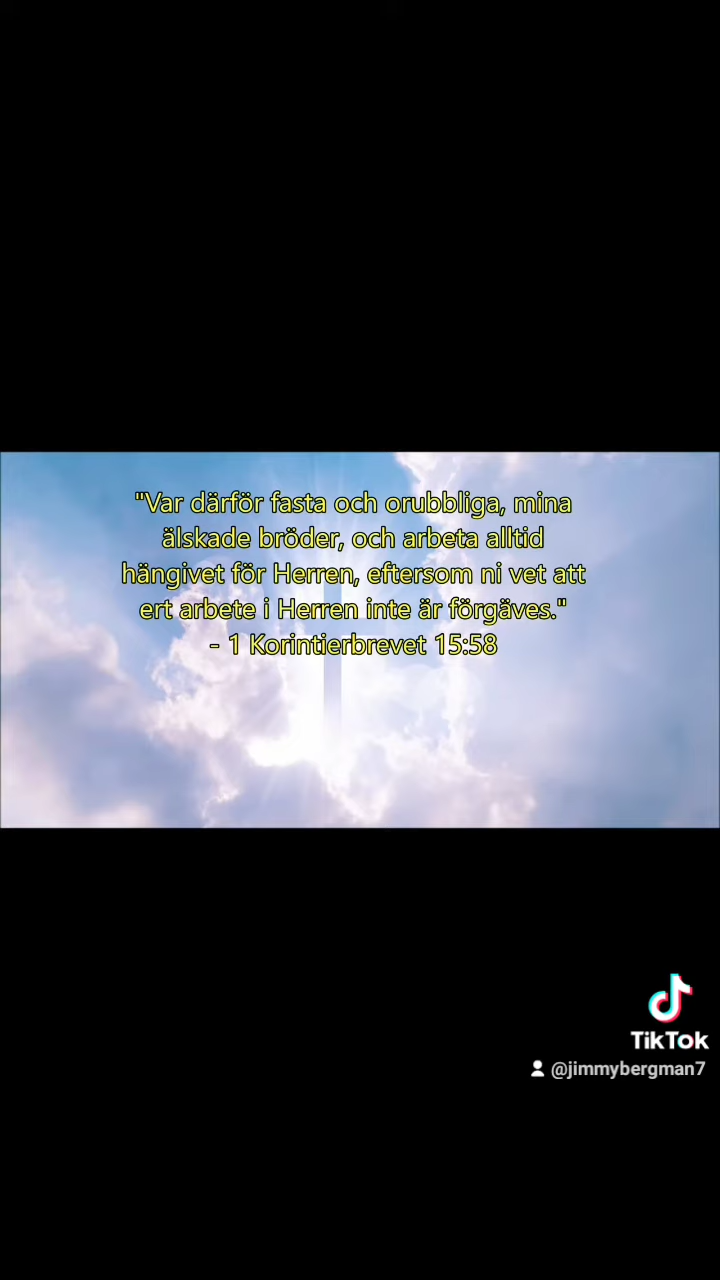 "Var därför fasta och orubbliga, mina
älskade bröder, och arbeta alltid
hängivet för Herren, eftersom ni vet att
ert arbete i Herren inte är förgäves."
- 1 Korintierbrevet 15:58
TikTok
@jimmybergman7